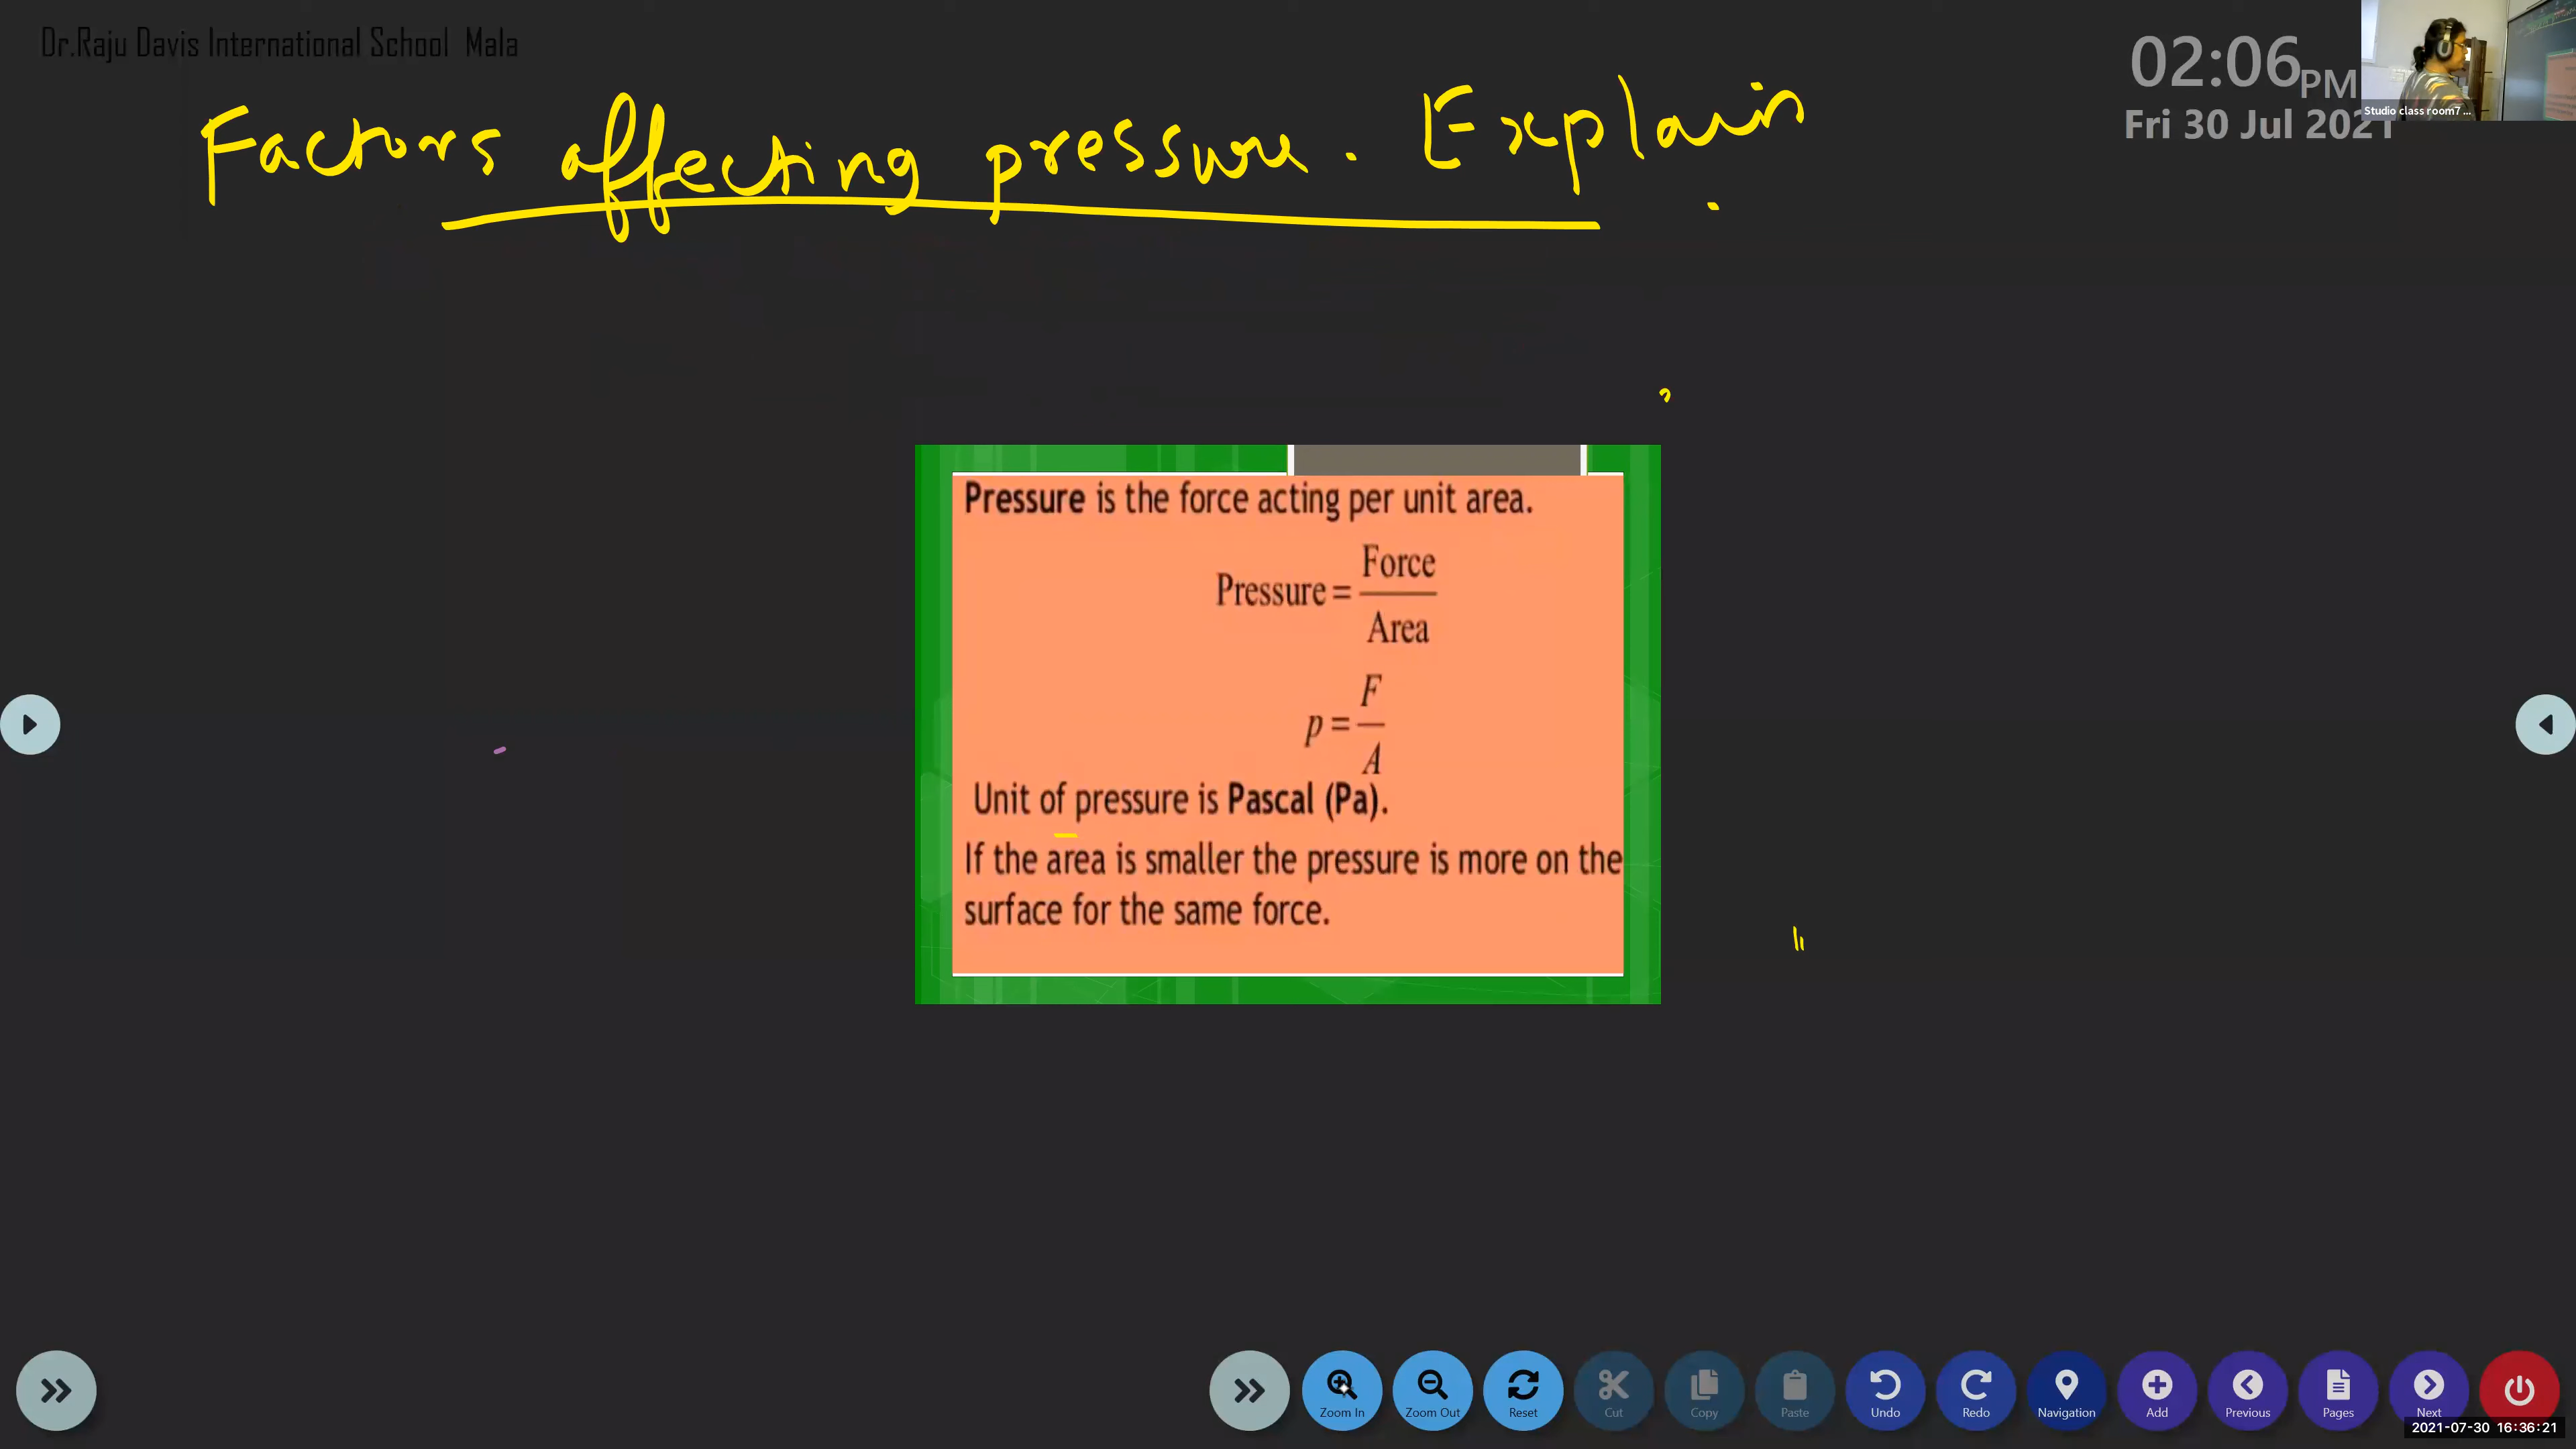 Dr.Raju Davis International School Mala
02:06 PM
Fri 30 Jul 2021
Studio class room7 ...
Factors affecting pressure. Explain
Pressure is the force acting per unit area.
Pressure = Force / Area
p = F / A
Unit of pressure is Pascal (Pa).
If the area is smaller the pressure is more on the
surface for the same force.
Zoom In Zoom Out Reset Cut Copy Paste Undo Redo Navigation Add Previous Pages Next
2021-07-30 16:36:21